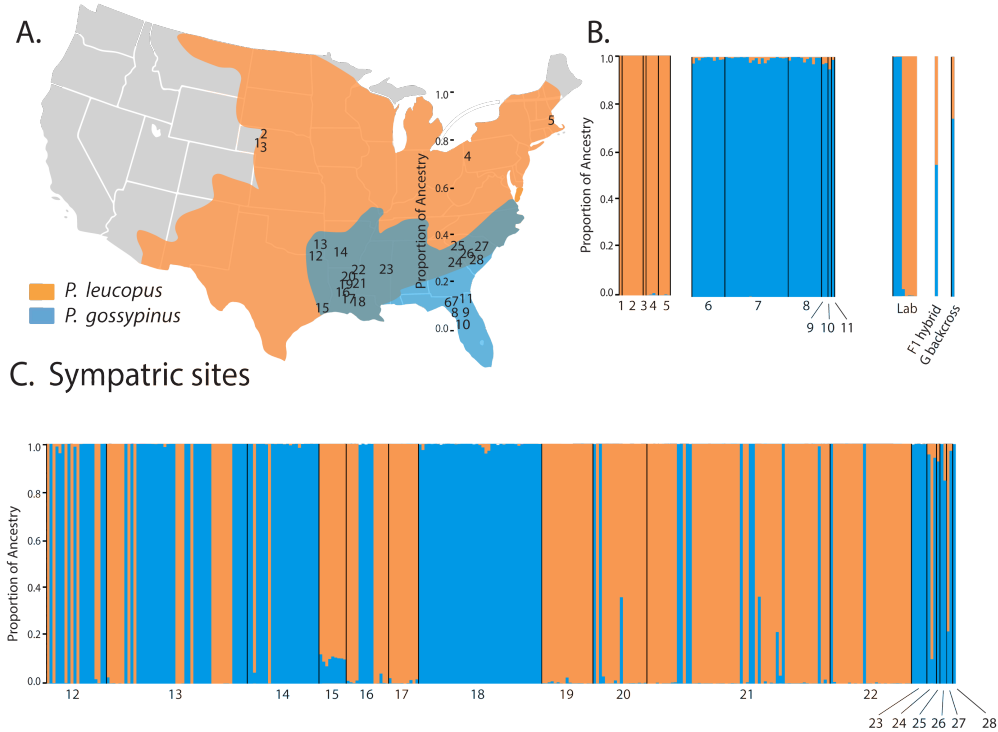 A.
B.
1.0
0.8
0.6
0.4
0.2
0.0
Proportion of Ancestry
1
2
3
4
5
6
7
8
9
10
11
12
13
14
15
16
17
18
19
20
21
22
23
24
25
26
27
28
P. leucopus
P. gossypinus
1.0
0.8
0.6
0.4
0.2
0.0
Proportion of Ancestry
1 2 3 4 5
6 7 8
9 10 11
Lab
F1 hybrid
G backcross
C. Sympatric sites
1.0
0.8
0.6
0.4
0.2
0.0
Proportion of Ancestry
12 13 14 15 16 17 18 19 20 21 22
23 24 25 26 27 28